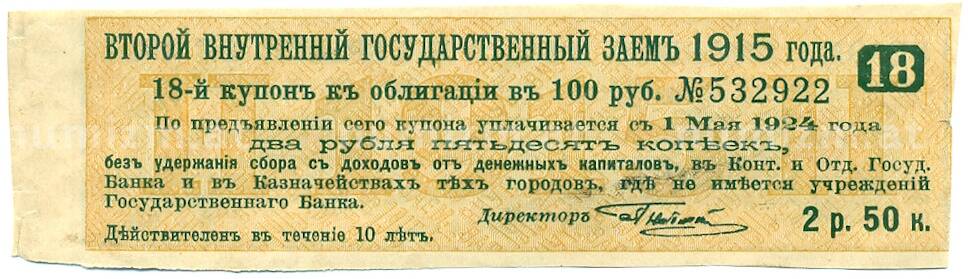 ВТОРОЙ ВНУТРЕННІЙ ГОСУДАРСТВЕННЫЙ ЗАЕМЪ 1915 ГОДА.
18
18-й купонъ къ облигаціи въ 100 руб. №532922
По предъявленіи сего купона уплачивается съ 1 Мая 1924 года
два рубля пятьдесятъ копѣекъ,
безъ удержанія сбора съ доходовъ отъ денежныхъ капиталовъ, въ Конт. и Отд. Госуд.
Банка и въ Казначействахъ тѣхъ городовъ, гдѣ не имѣется учрежденій
Государственнаго Банка.
Директоръ
2 р. 50 к.
Дѣйствителенъ въ теченіе 10 лѣтъ.